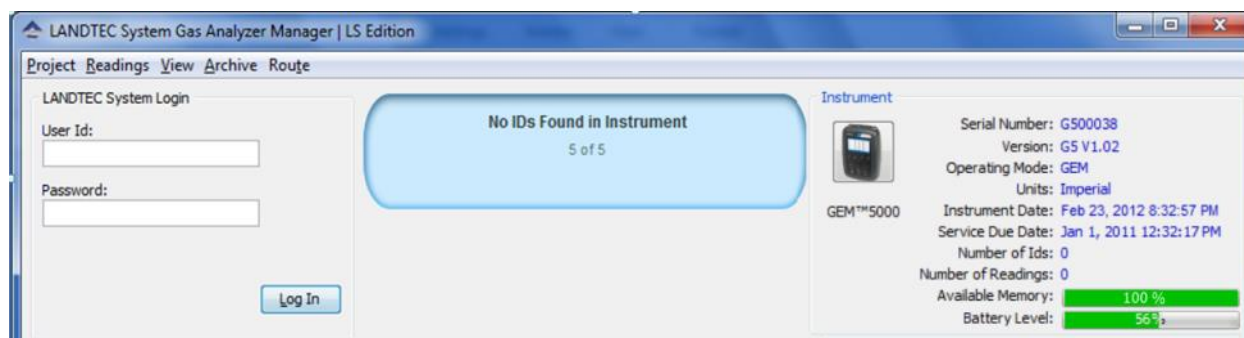 LANDTEC System Gas Analyzer Manager | LS Edition
Project Readings View Archive Route
LANDTEC System Login
User Id:
Password:
Log In
No IDs Found in Instrument
5 of 5
Instrument
GEM™5000
Serial Number: G500038
Version: G5 V1.02
Operating Mode: GEM
Units: Imperial
Instrument Date: Feb 23, 2012 8:32:57 PM
Service Due Date: Jan 1, 2011 12:32:17 PM
Number of Ids: 0
Number of Readings: 0
Available Memory: 100 %
Battery Level: 56%